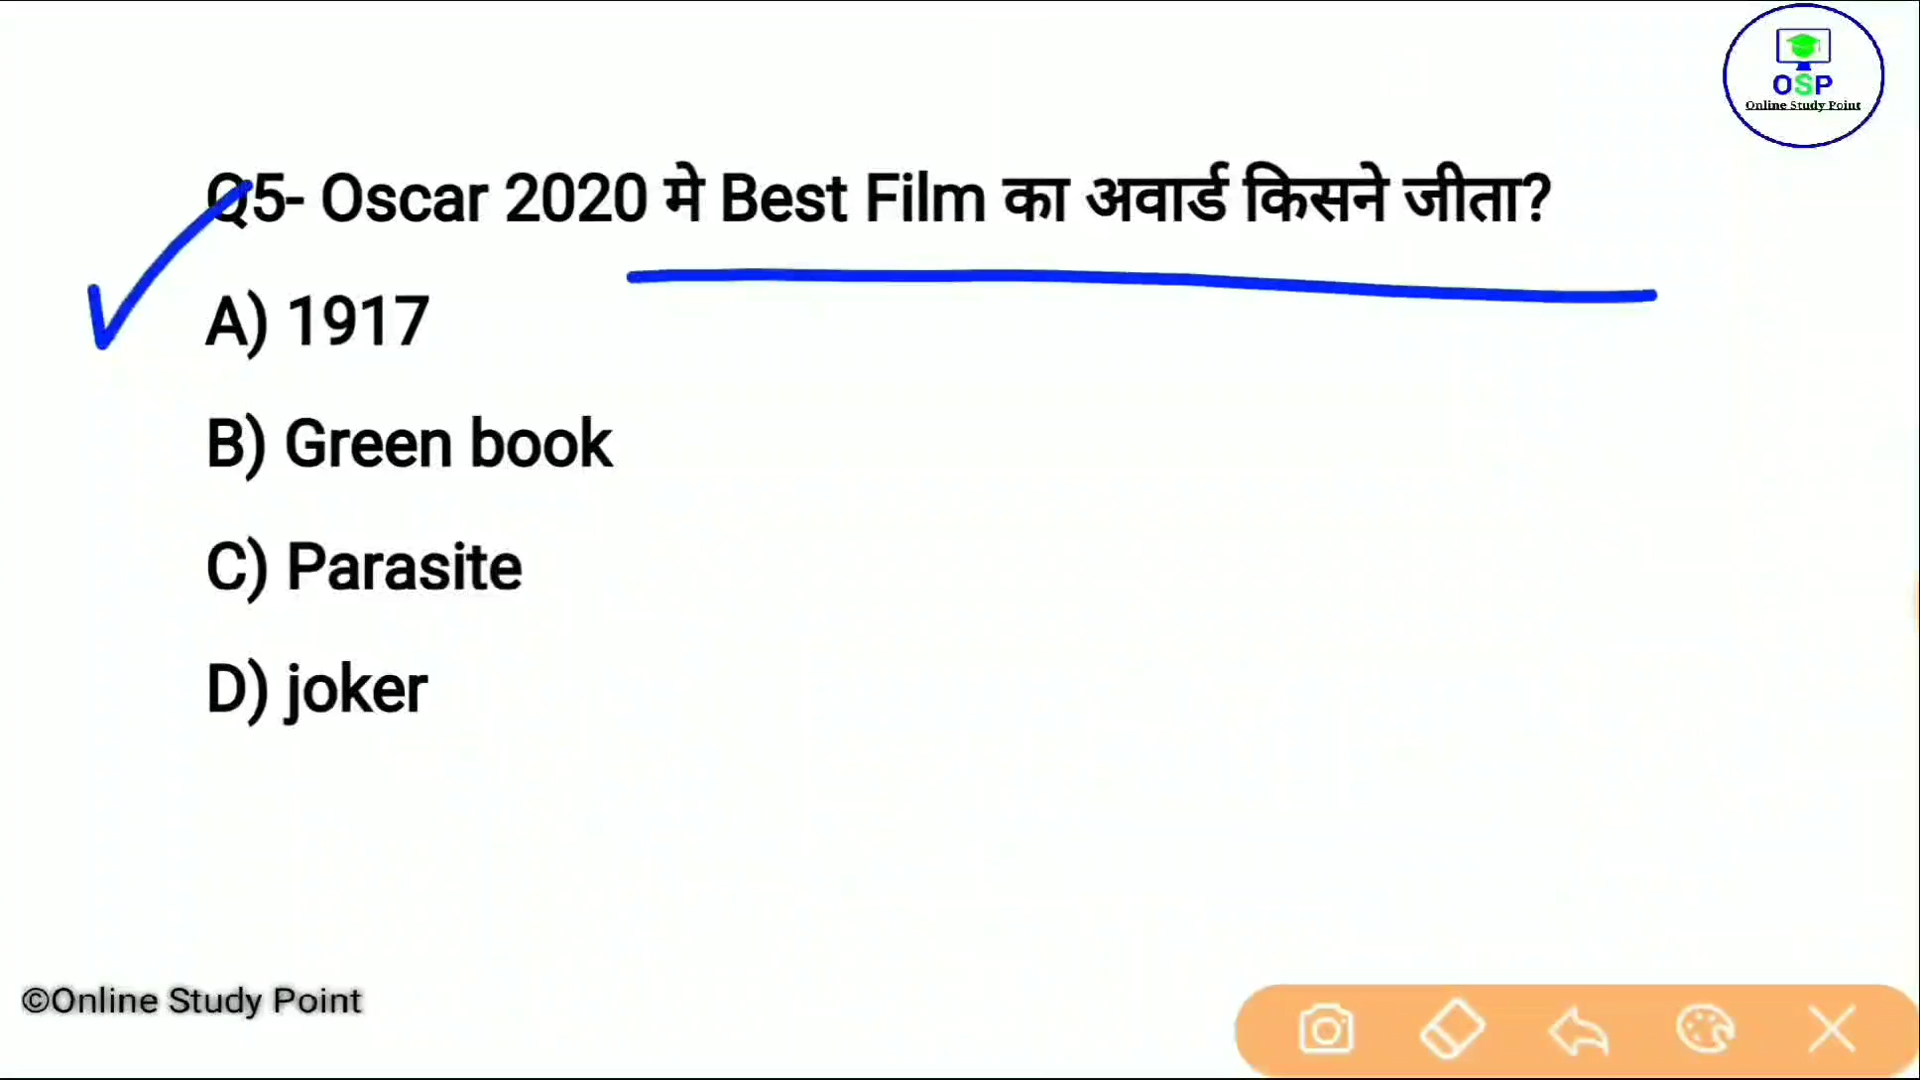 OSP
Online Study Point
Q5- Oscar 2020 मे Best Film का अवार्ड किसने जीता?
A) 1917
B) Green book
C) Parasite
D) joker
©Online Study Point